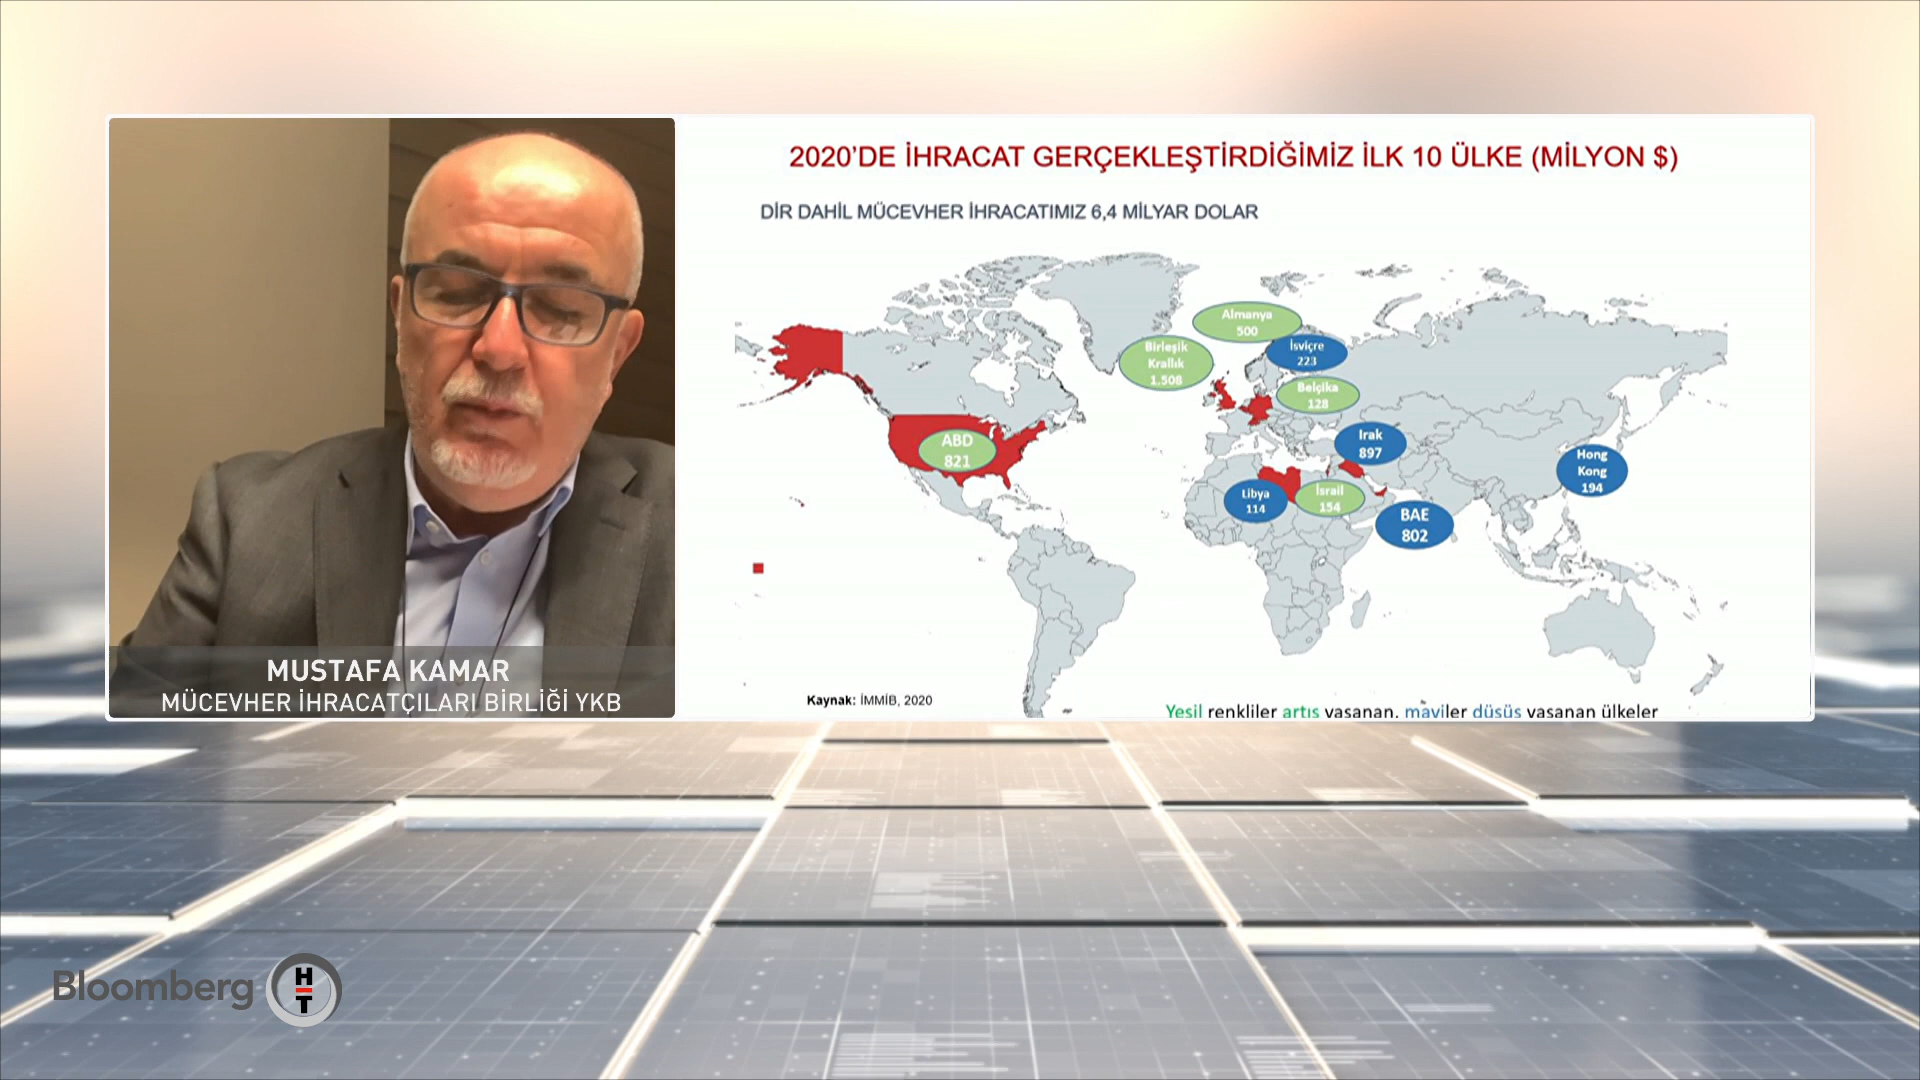 2020’DE İHRACAT GERÇEKLEŞTİRDİĞİMİZ İLK 10 ÜLKE (MİLYON $)
DİR DAHİL MÜCEVHER İHRACATIMIZ 6,4 MİLYAR DOLAR
Almanya
500
Birleşik
Krallık
1.508
İsviçre
223
Belçika
128
ABD
821
Irak
897
Hong
Kong
194
Libya
114
İsrail
154
BAE
802
Kaynak: İMMİB, 2020
Yeşil renkliler artış yaşanan, maviler düşüş yaşanan ülkeler
MUSTAFA KAMAR
MÜCEVHER İHRACATÇILARI BİRLİĞİ YKB
Bloomberg
H
T